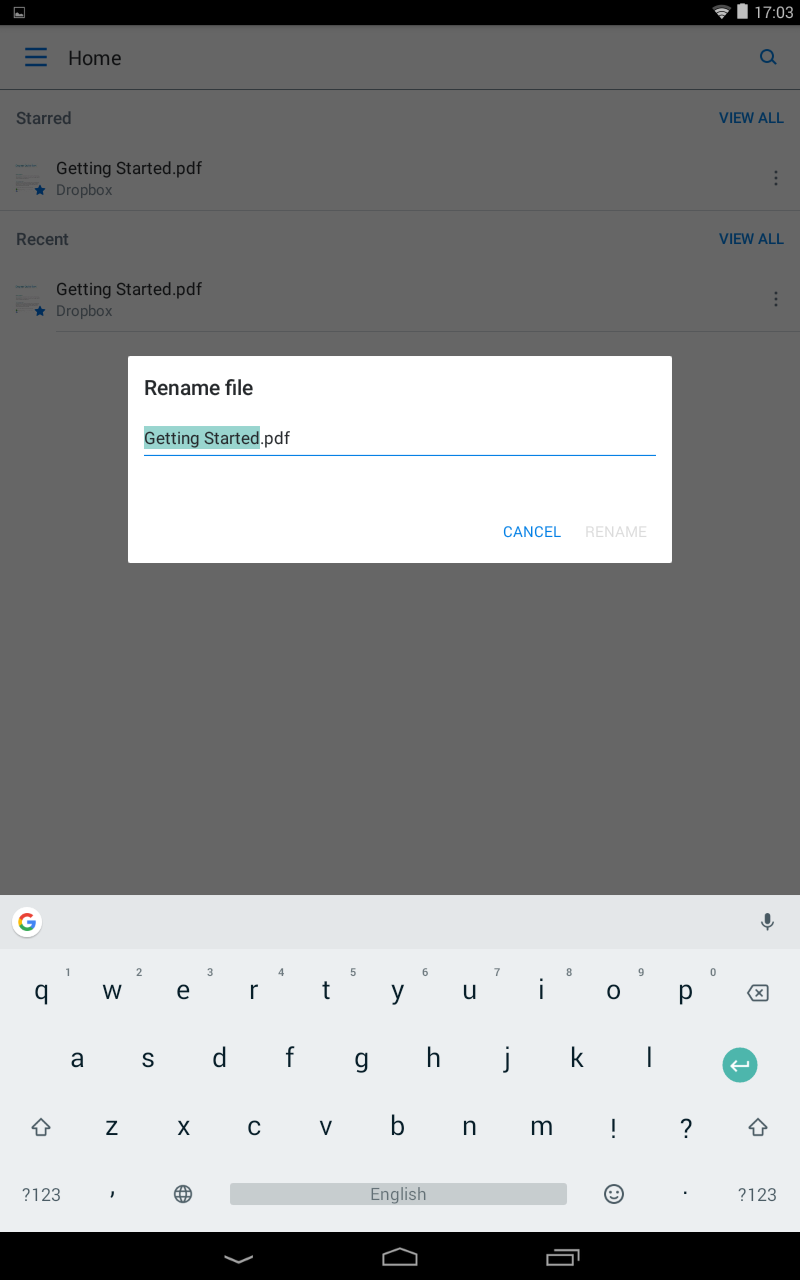 17:03
Home
Starred
VIEW ALL
Getting Started.pdf
Dropbox
Recent
VIEW ALL
Getting Started.pdf
Dropbox
Rename file
Getting Started.pdf
CANCEL
RENAME
1 2 3 4 5 6 7 8 9 0
q w e r t y u i o p
a s d f g h j k l
z x c v b n m ! ?
?123 , English . ?123